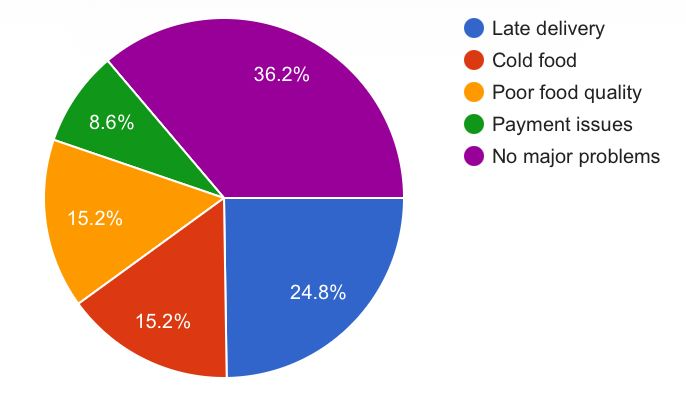 36.2%
8.6%
15.2%
15.2%
24.8%
Late delivery
Cold food
Poor food quality
Payment issues
No major problems